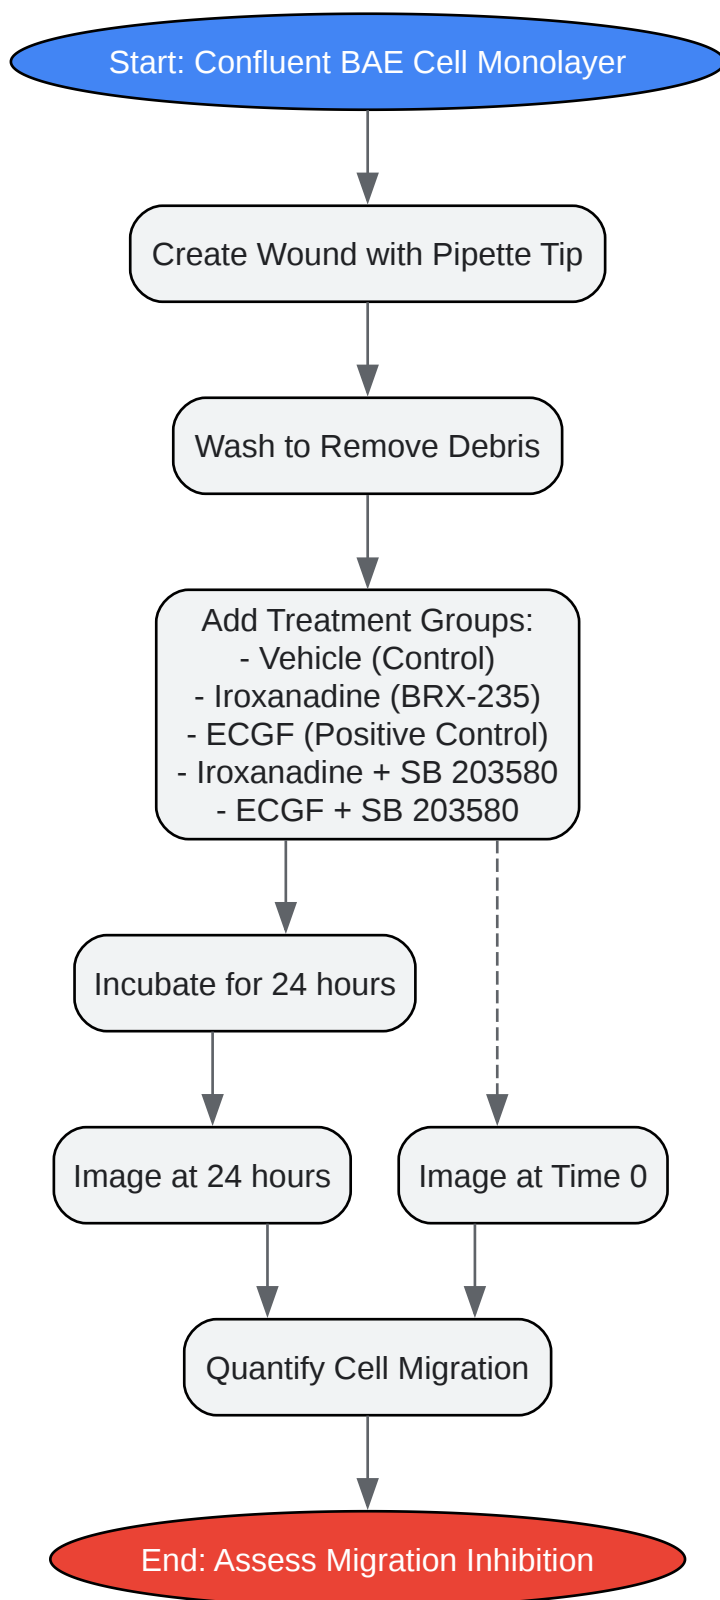 Start: Confluent BAE Cell Monolayer
Create Wound with Pipette Tip
Wash to Remove Debris
Add Treatment Groups:
- Vehicle (Control)
- Iroxanadine (BRX-235)
- ECGF (Positive Control)
- Iroxanadine + SB 203580
- ECGF + SB 203580
Incubate for 24 hours
Image at 24 hours
Image at Time 0
Quantify Cell Migration
End: Assess Migration Inhibition